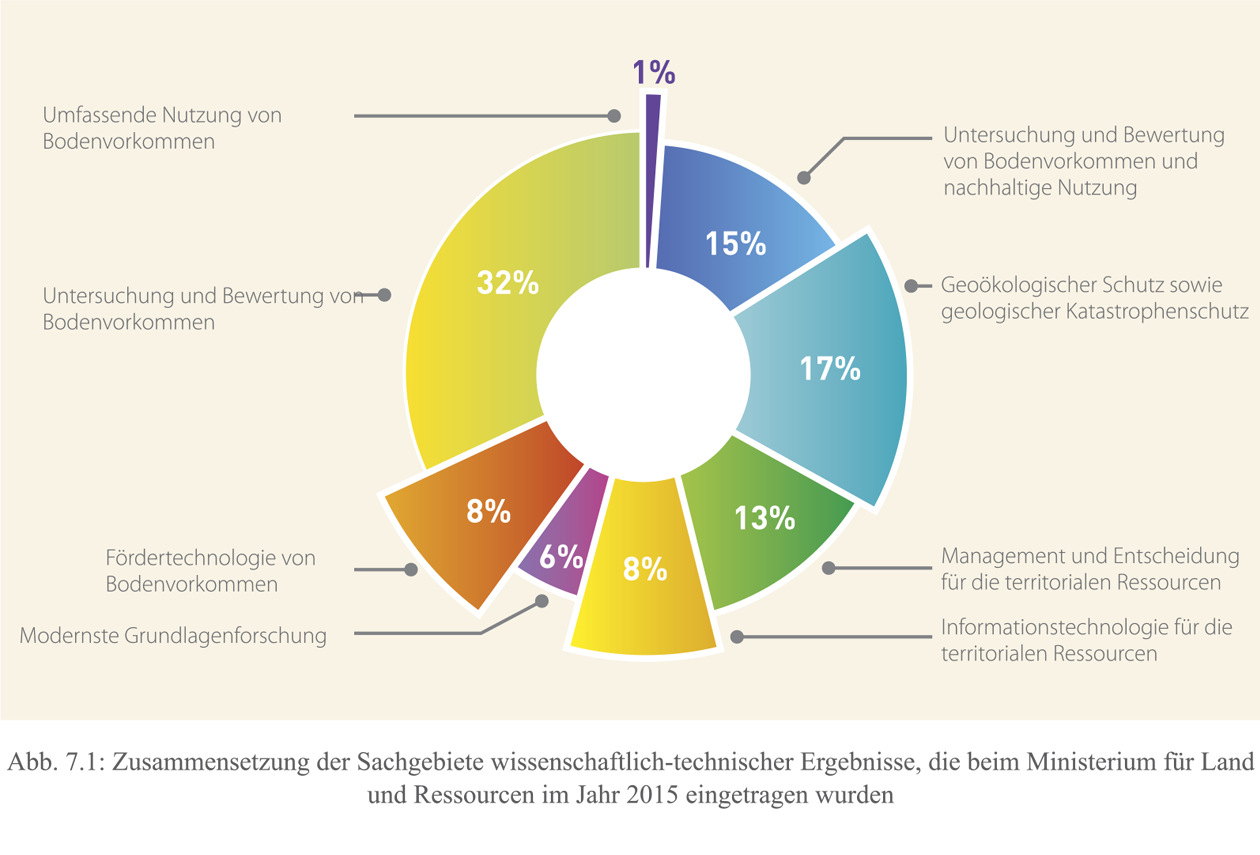 1%
Umfassende Nutzung von
Bodenvorkommen
Untersuchung und Bewertung
von Bodenvorkommen und
nachhaltige Nutzung
15%
32%
Untersuchung und Bewertung von
Bodenvorkommen
Geoökologischer Schutz sowie
geologischer Katastrophenschutz
17%
8%
13%
6%
8%
Fördertechnologie von
Bodenvorkommen
Management und Entscheidung
für die territorialen Ressourcen
Modernste Grundlagenforschung
Informationstechnologie für die
territorialen Ressourcen
Abb. 7.1: Zusammensetzung der Sachgebiete wissenschaftlich-technischer Ergebnisse, die beim Ministerium für Land
und Ressourcen im Jahr 2015 eingetragen wurden